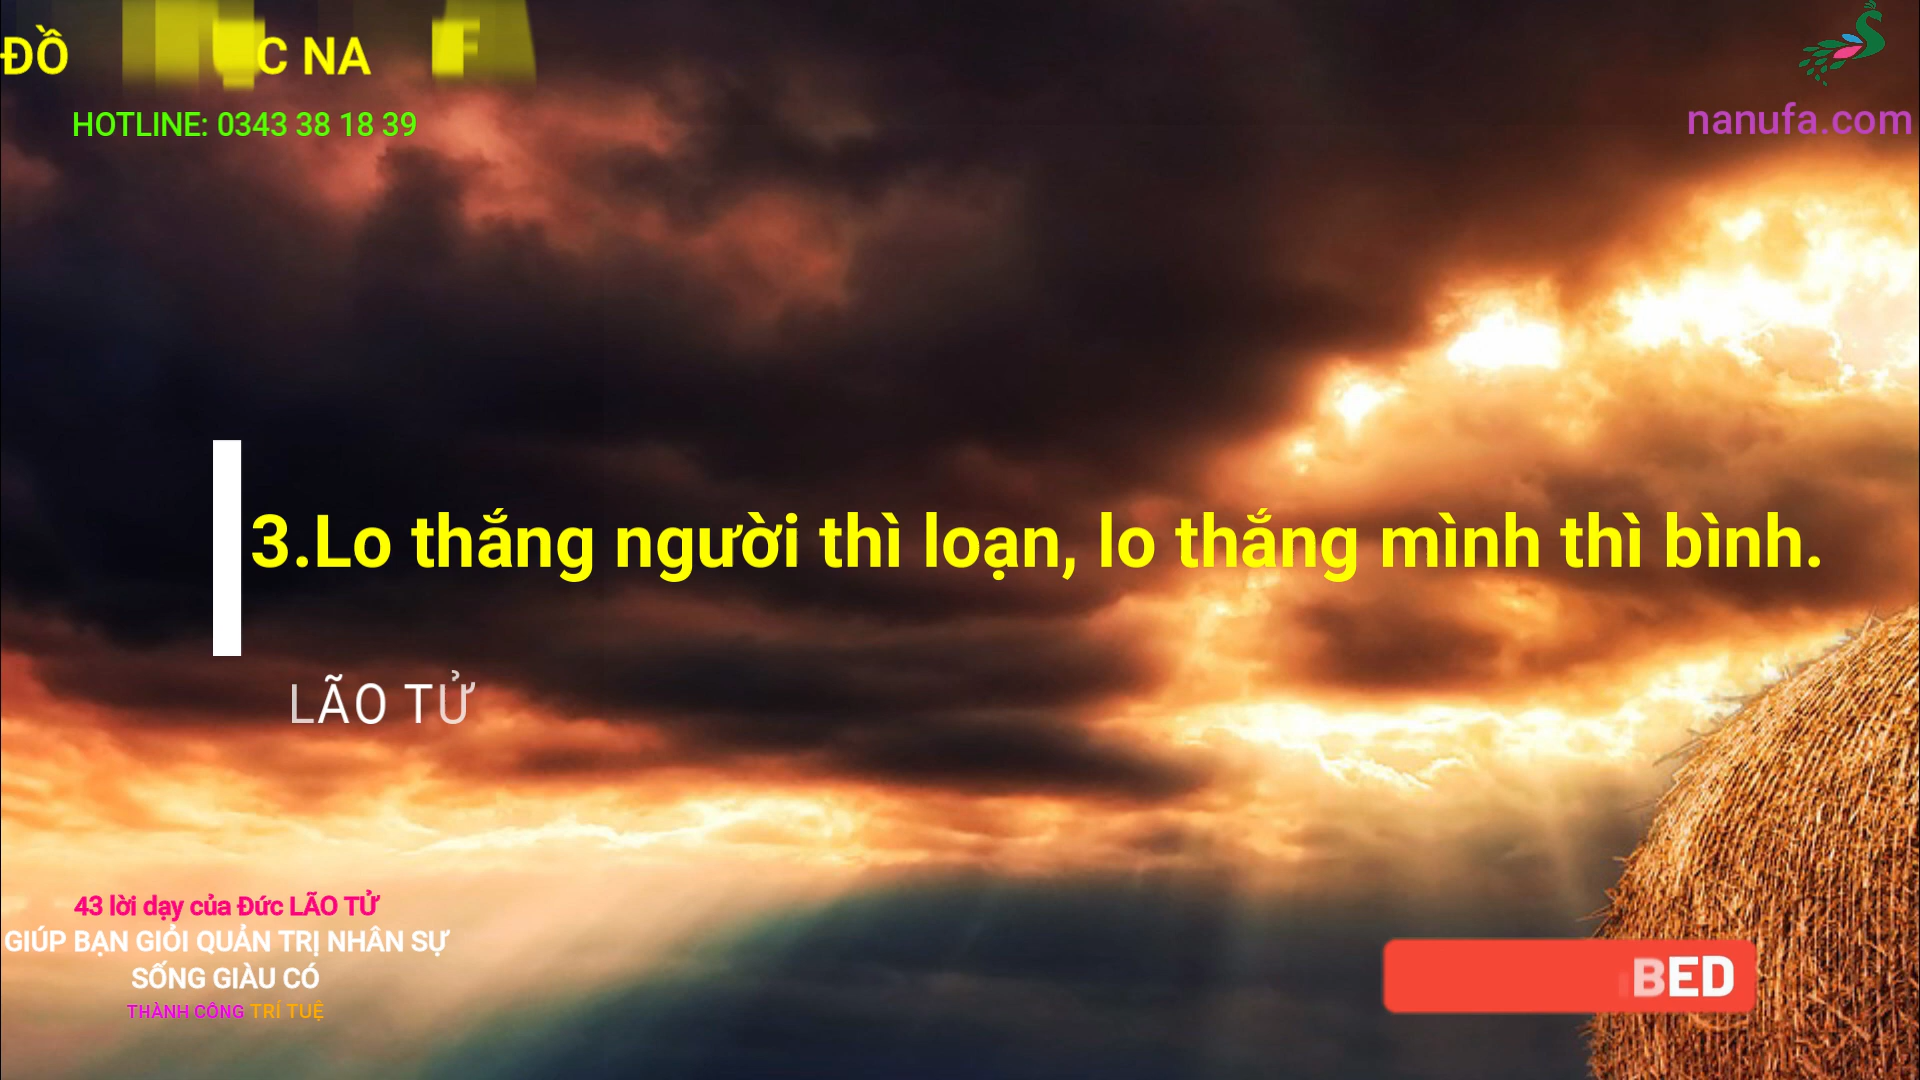 ĐỒ C NA F
HOTLINE: 0343 38 18 39
nanufa.com
3.Lo thắng người thì loạn, lo thắng mình thì bình.
LÃO TỬ
43 lời dạy của Đức LÃO TỬ
GIÚP BẠN GIỎI QUẢN TRỊ NHÂN SỰ
SỐNG GIÀU CÓ
THÀNH CÔNG TRÍ TUỆ
BED